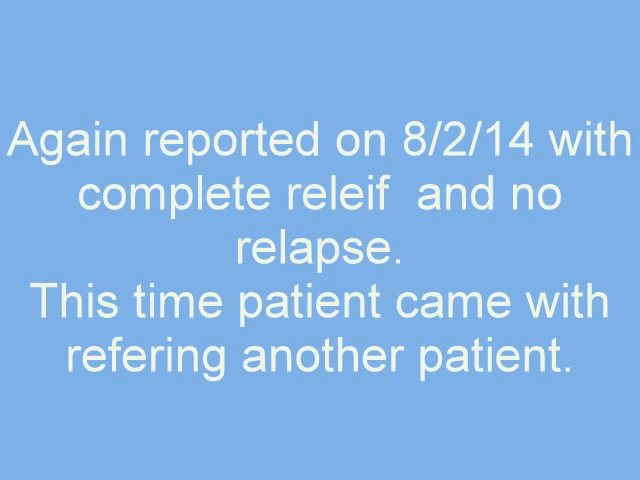 Again reported on 8/2/14 with
complete releif  and no
relapse.
This time patient came with
refering another patient.